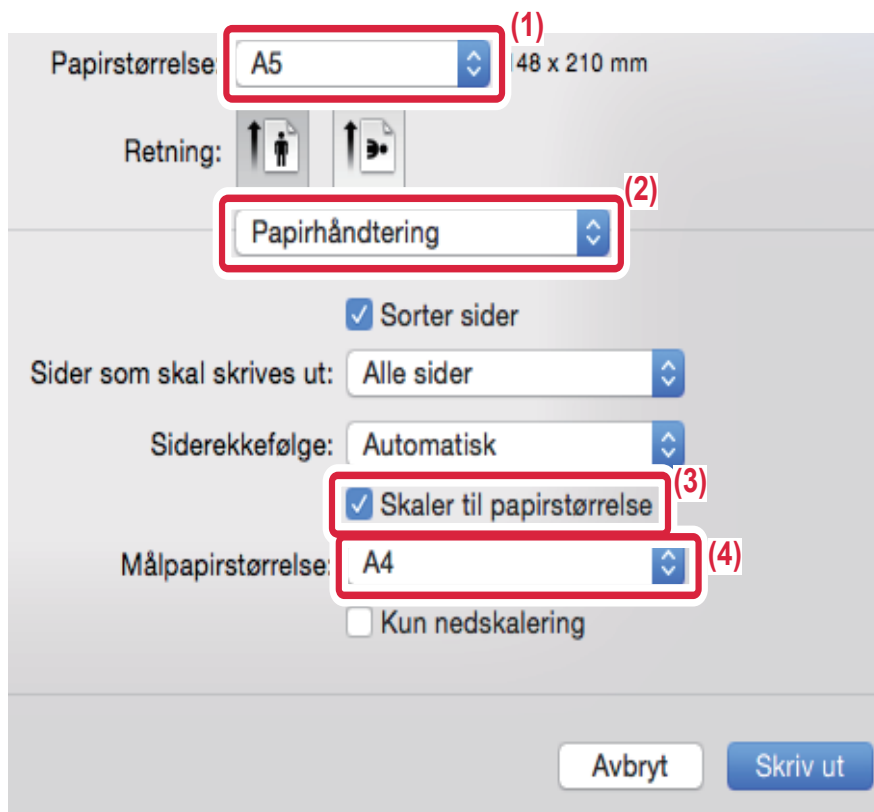 (1)
Papirstørrelse: A5 148 x 210 mm
Retning:
(2)
Papirhåndtering
Sorter sider
Sider som skal skrives ut: Alle sider
Siderekkefølge: Automatisk
(3)
Skaler til papirstørrelse
Målpapirstørrelse: A4 (4)
Kun nedskalering
Avbryt Skriv ut